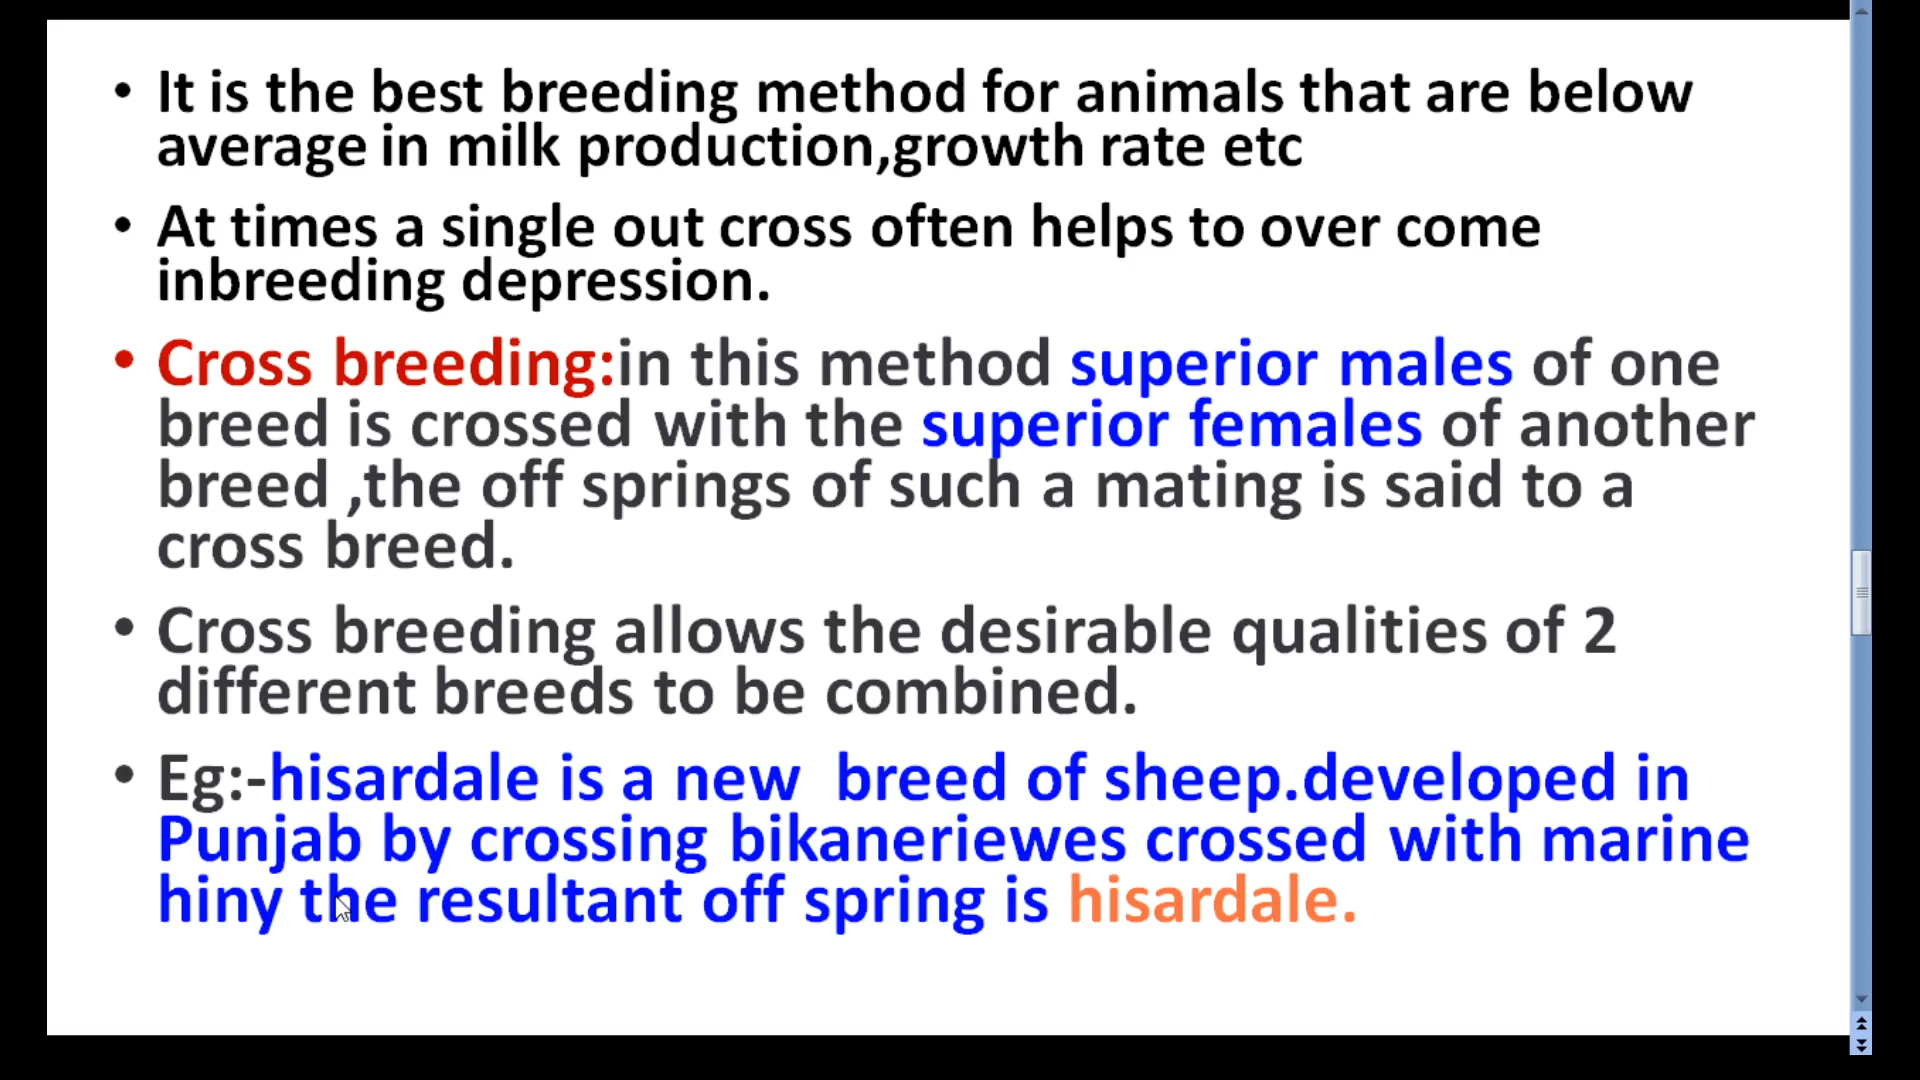 • It is the best breeding method for animals that are below
average in milk production,growth rate etc
• At times a single out cross often helps to over come
inbreeding depression.
• Cross breeding:in this method superior males of one
breed is crossed with the superior females of another
breed ,the off springs of such a mating is said to a
cross breed.
• Cross breeding allows the desirable qualities of 2
different breeds to be combined.
• Eg:-hisardale is a new  breed of sheep.developed in
Punjab by crossing bikaneriewes crossed with marine
hiny the resultant off spring is hisardale.